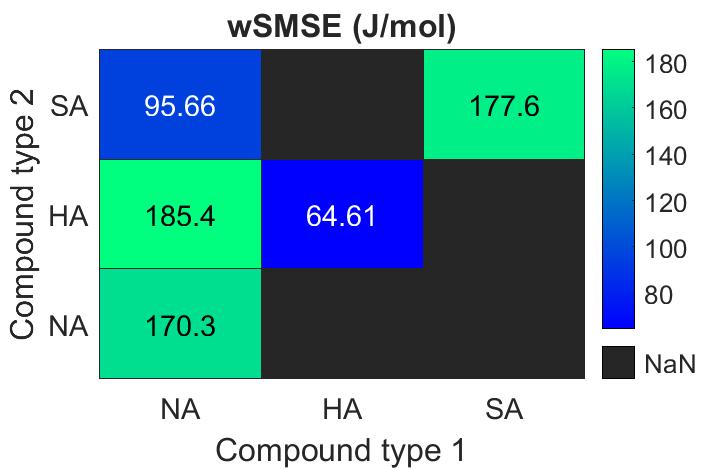 wSMSE (J/mol)
Compound type 2
SA
95.66
177.6
HA
185.4
64.61
NA
170.3
NA
HA
SA
Compound type 1
180
160
140
120
100
80
NaN